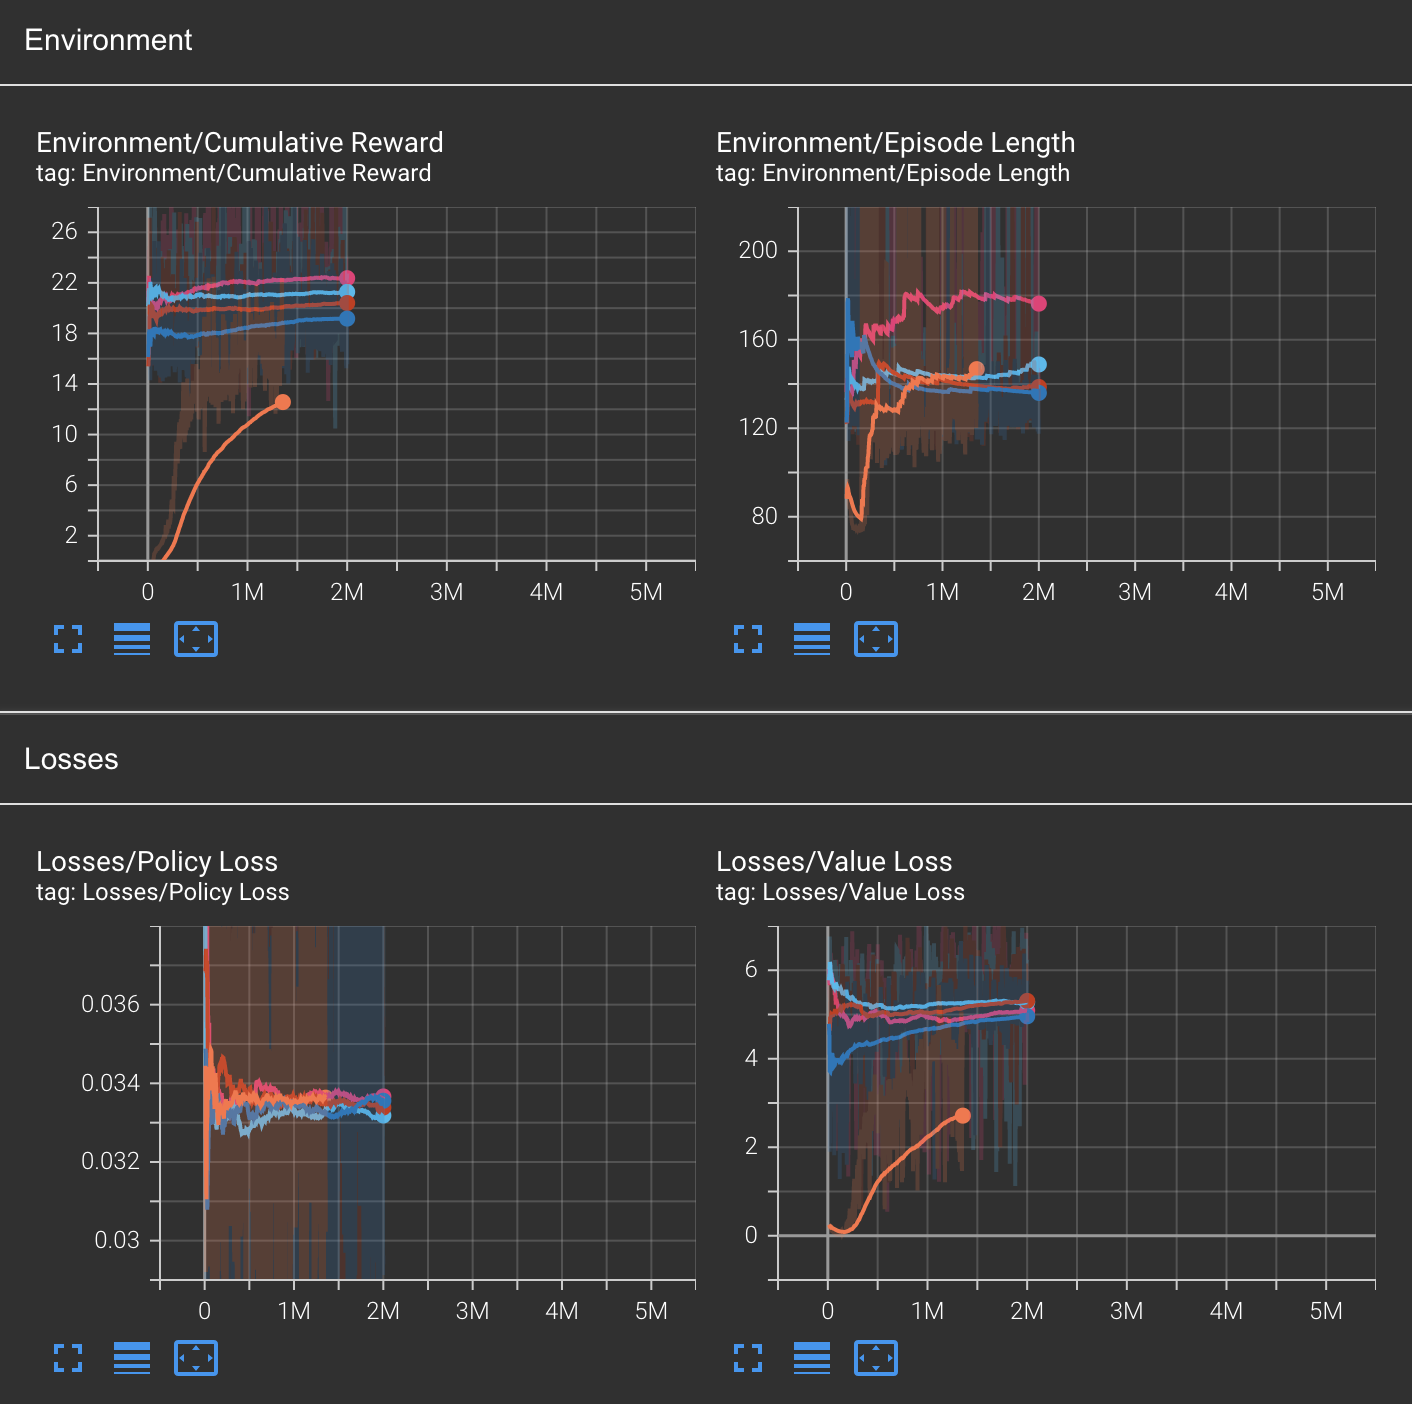 Environment
Environment/Cumulative Reward
tag: Environment/Cumulative Reward
26
22
18
14
10
6
2
0 1M 2M 3M 4M 5M
Environment/Episode Length
tag: Environment/Episode Length
200
160
120
80
0 1M 2M 3M 4M 5M
Losses
Losses/Policy Loss
tag: Losses/Policy Loss
0.036
0.034
0.032
0.03
0 1M 2M 3M 4M 5M
Losses/Value Loss
tag: Losses/Value Loss
6
4
2
0
0 1M 2M 3M 4M 5M